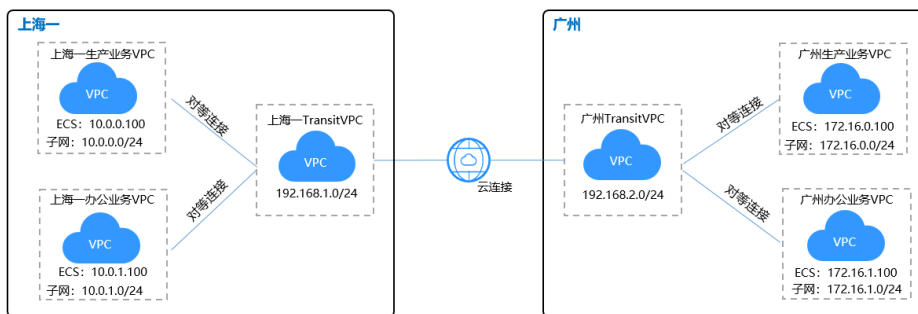 上海一
上海一生产业务VPC
VPC
ECS：10.0.0.100
子网：10.0.0.0/24
对等连接
上海一办公业务VPC
VPC
ECS：10.0.1.100
子网：10.0.1.0/24
对等连接
上海一TransitVPC
VPC
192.168.1.0/24
云连接
广州
广州TransitVPC
VPC
192.168.2.0/24
对等连接
广州生产业务VPC
VPC
ECS：172.16.0.100
子网：172.16.0.0/24
对等连接
广州办公业务VPC
VPC
ECS：172.16.1.100
子网：172.16.1.0/24